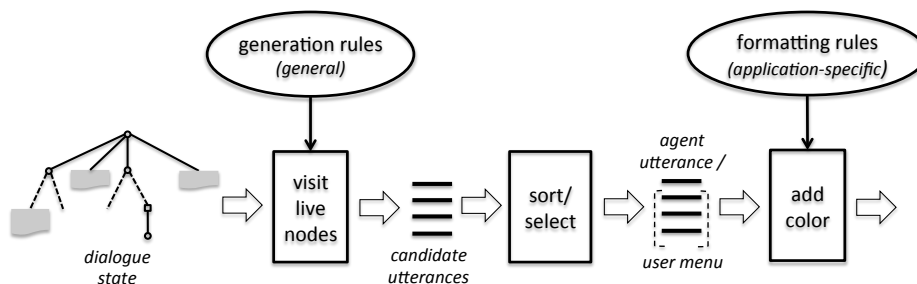 generation rules
(general)
formatting rules
(application-specific)
visit
live
nodes
sort/
select
agent
utterance /
add
color
dialogue
state
candidate
utterances
user menu